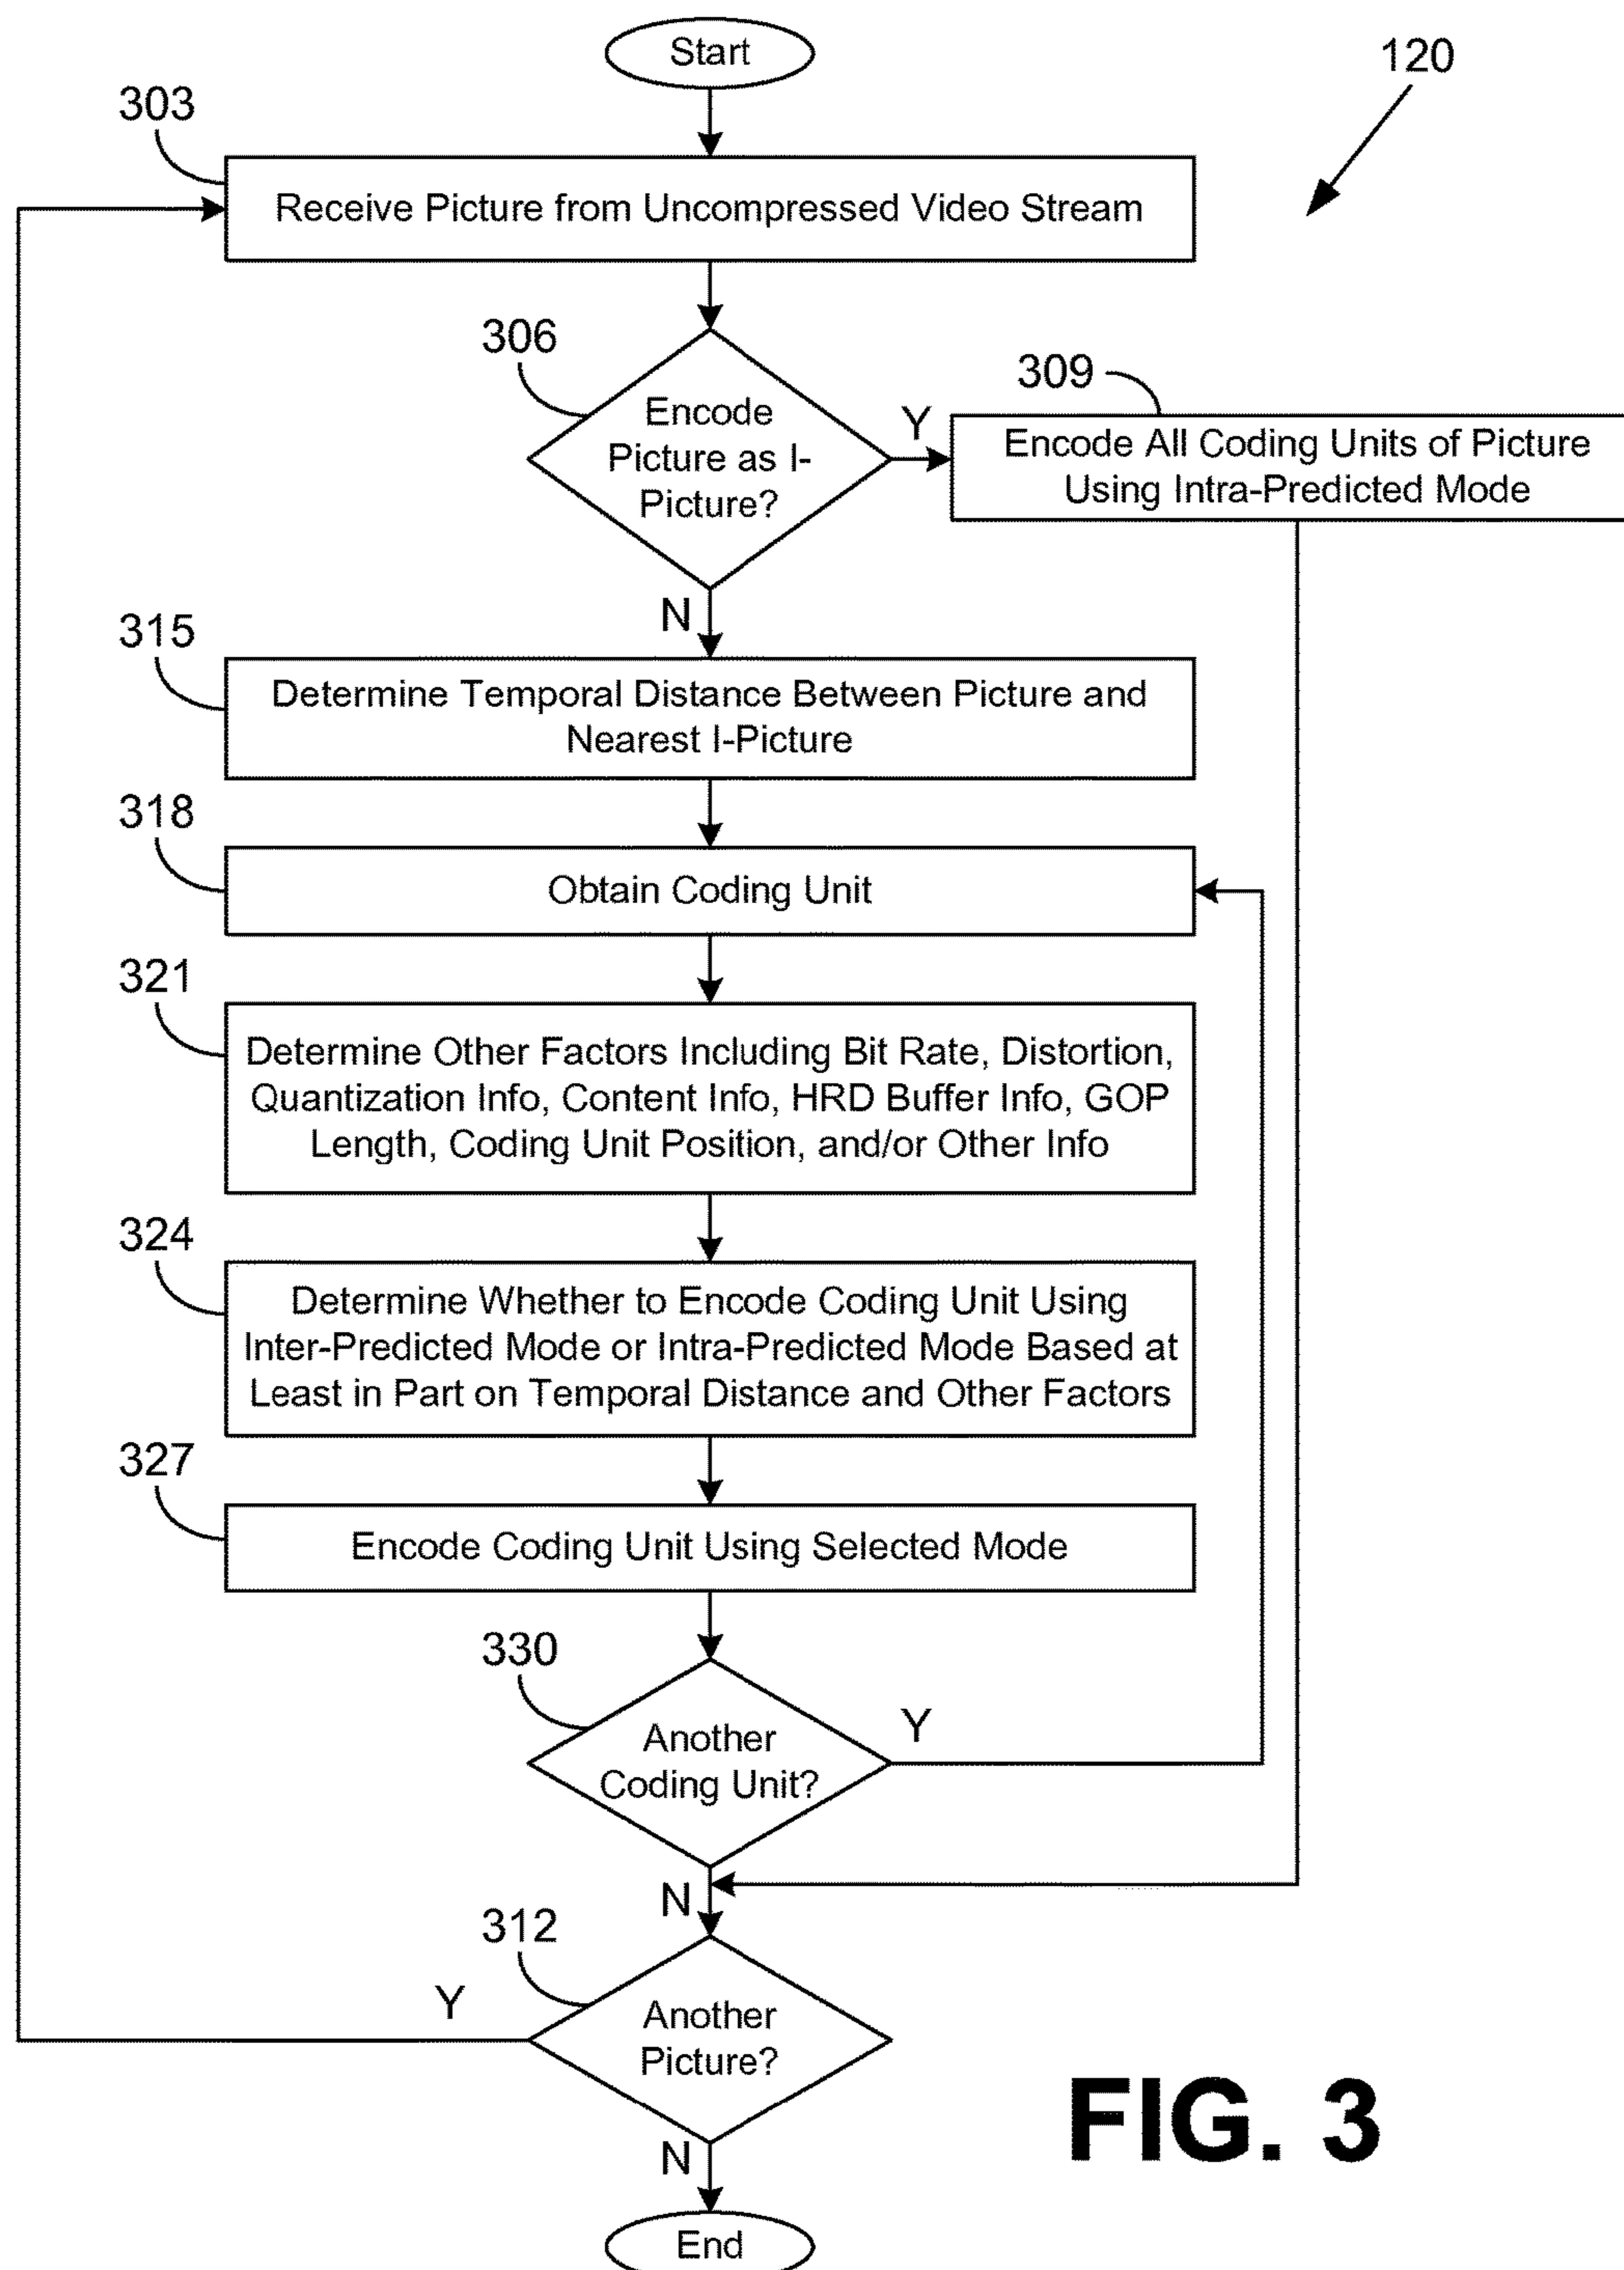 Start
120
303
Receive Picture from Uncompressed Video Stream
306
Encode
Picture as I-
Picture?
Y
309
Encode All Coding Units of Picture
Using Intra-Predicted Mode
N
315
Determine Temporal Distance Between Picture and
Nearest I-Picture
318
Obtain Coding Unit
321
Determine Other Factors Including Bit Rate, Distortion,
Quantization Info, Content Info, HRD Buffer Info, GOP
Length, Coding Unit Position, and/or Other Info
324
Determine Whether to Encode Coding Unit Using
Inter-Predicted Mode or Intra-Predicted Mode Based at
Least in Part on Temporal Distance and Other Factors
327
Encode Coding Unit Using Selected Mode
330
Another
Coding Unit?
Y
N
312
Another
Picture?
Y
N
End
FIG. 3